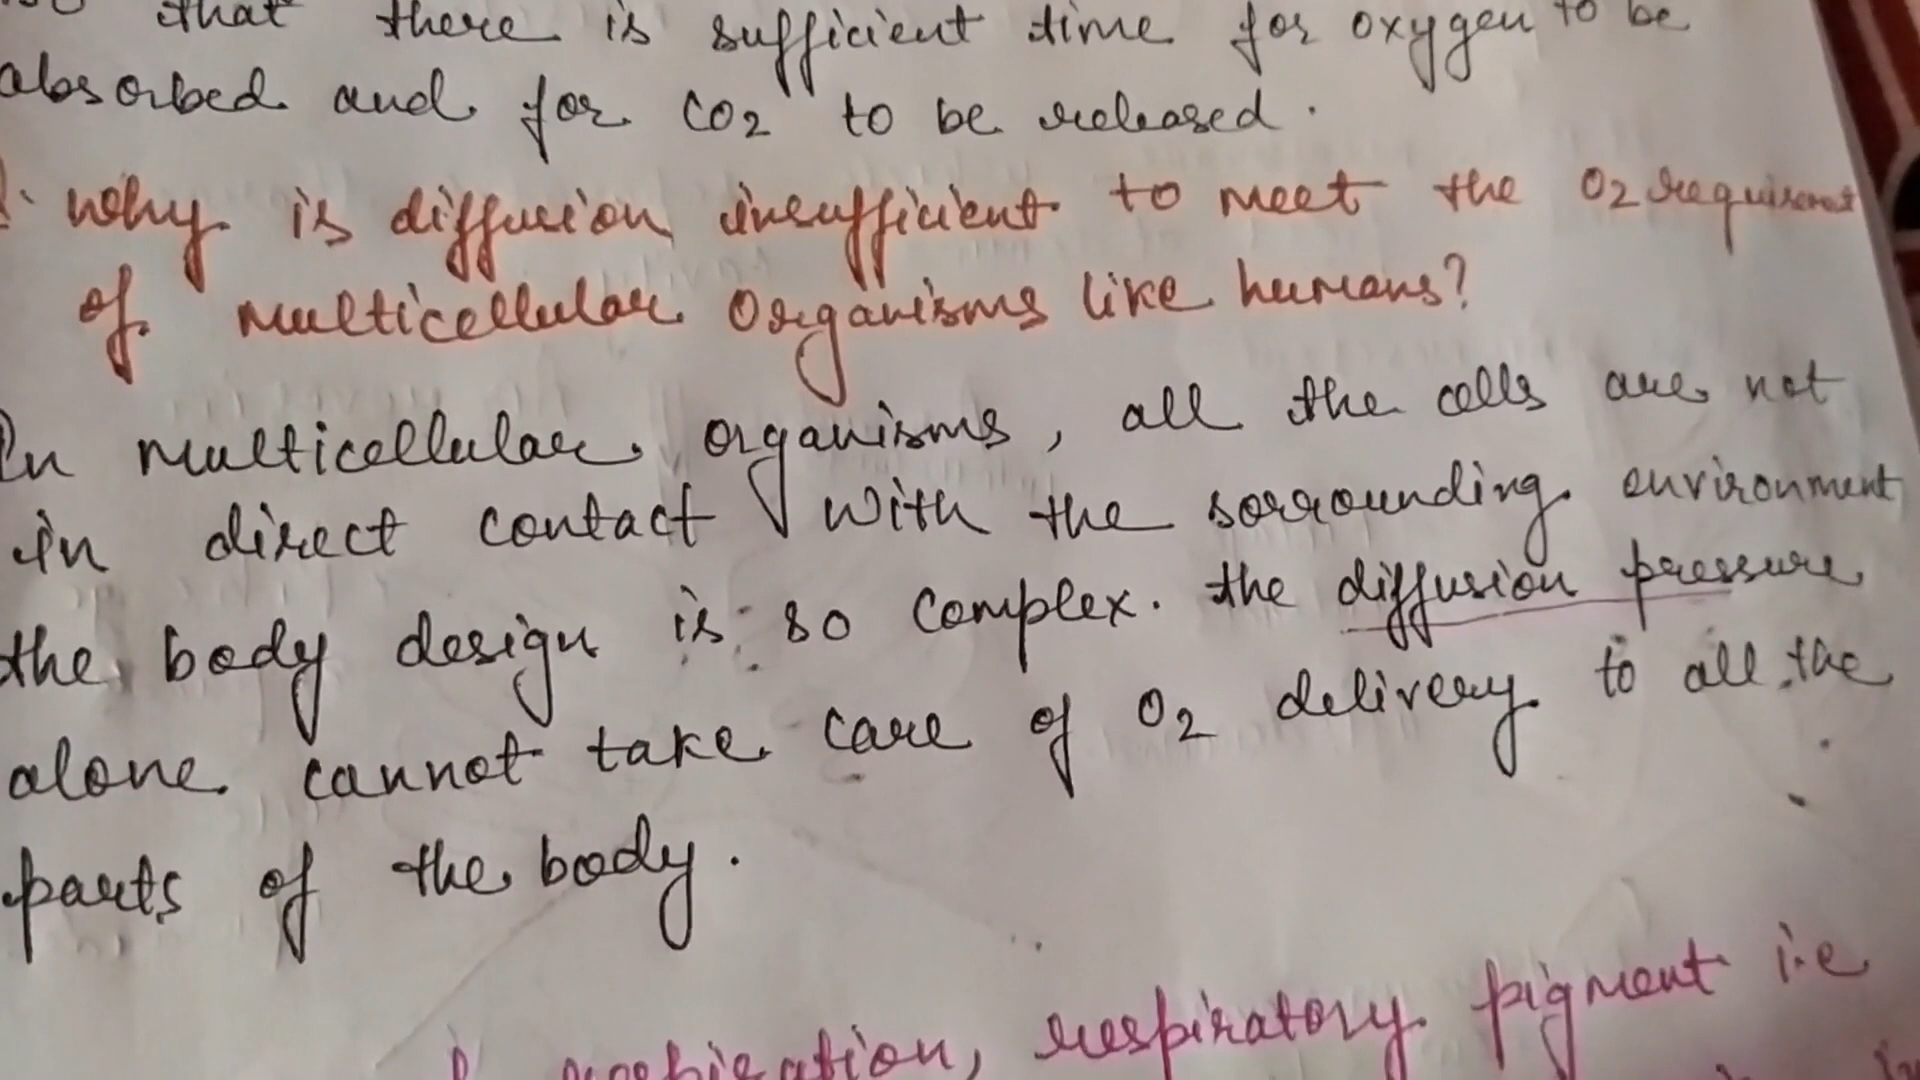 that there is sufficient time for oxygen to be
absorbed and for CO2 to be released.
Why is diffusion insufficient to meet the O2 requirement
of multicellular Organisms like humans?
In multicellular organisms, all the cells are not
in direct contact with the sorrounding environment
the body design is so complex. the diffusion pressure
alone cannot take care of O2 delivery to all the
parts of the body.
respiratory pigment i.e